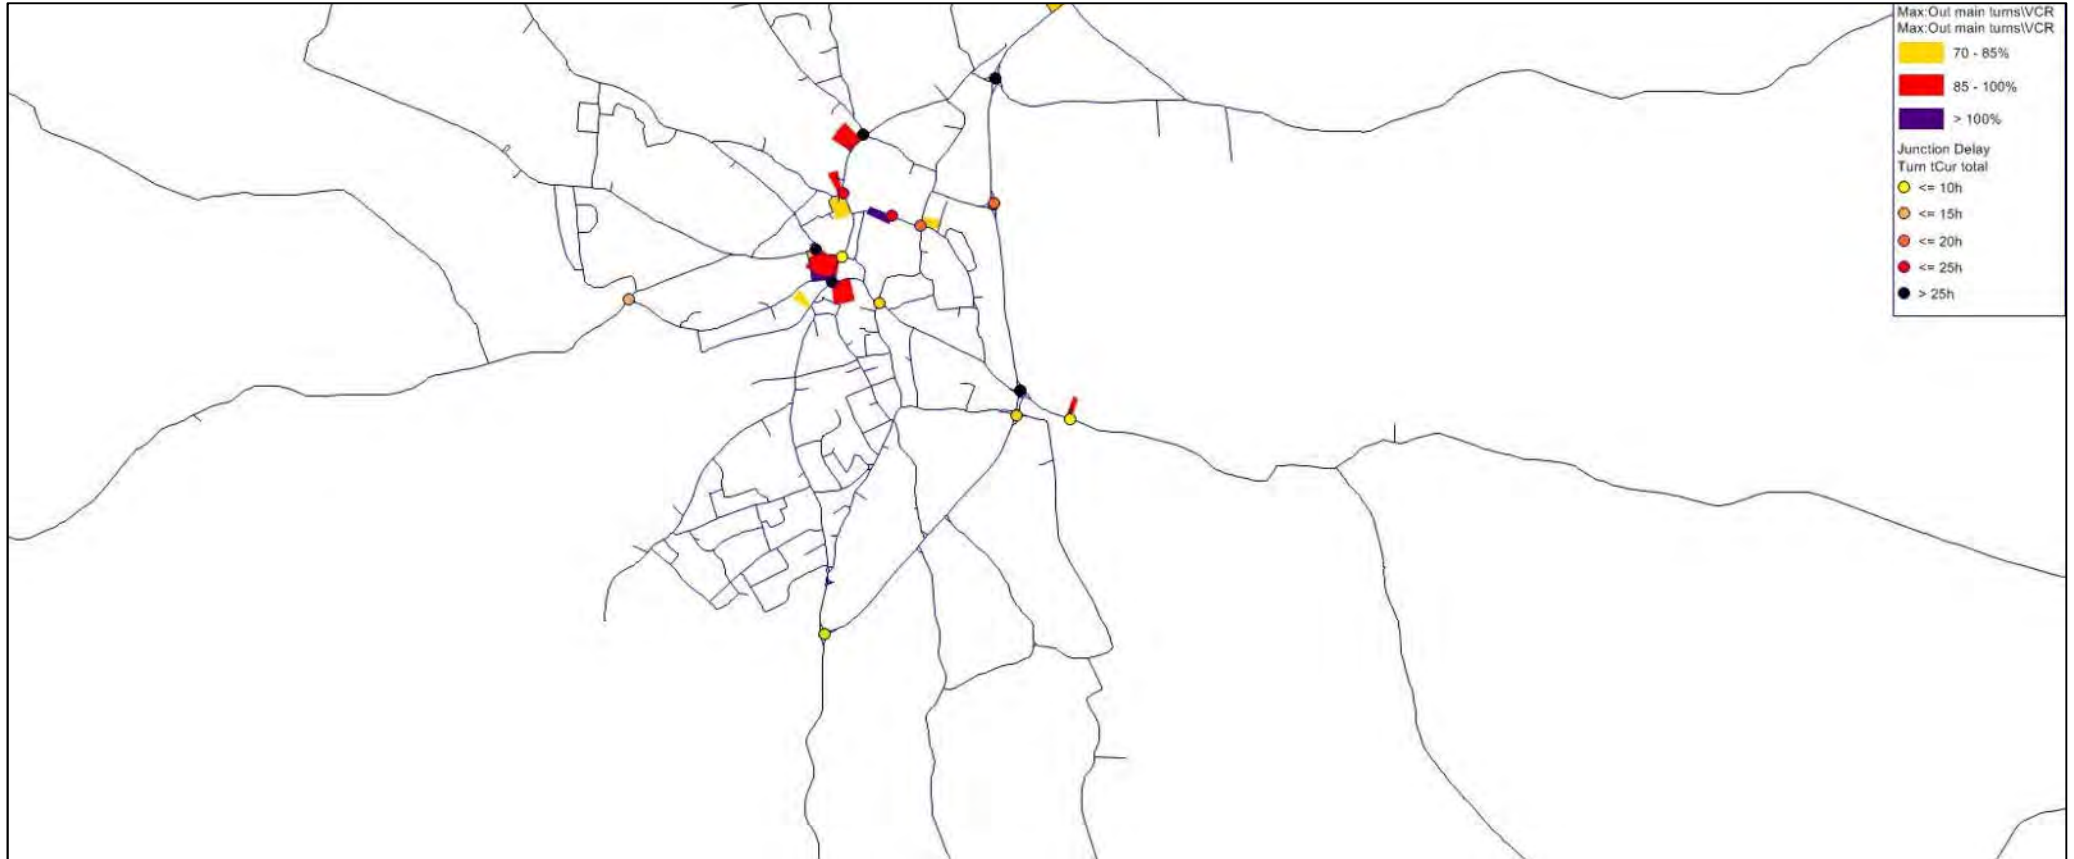 Max:Out main turns\VCR
Max:Out main turns\VCR
70 - 85%
85 - 100%
> 100%
Junction Delay
Turn tCur total
<= 10h
<= 15h
<= 20h
<= 25h
> 25h